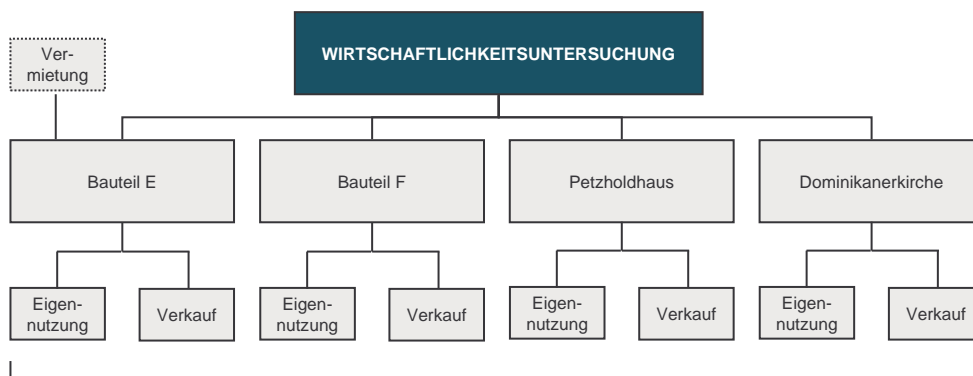 WIRTSCHAFTLICHKEITSUNTERSUCHUNG
Ver-
mietung
Bauteil E
Bauteil F
Petzholdhaus
Dominikanerkirche
Eigen-
nutzung
Verkauf
Eigen-
nutzung
Verkauf
Eigen-
nutzung
Verkauf
Eigen-
nutzung
Verkauf